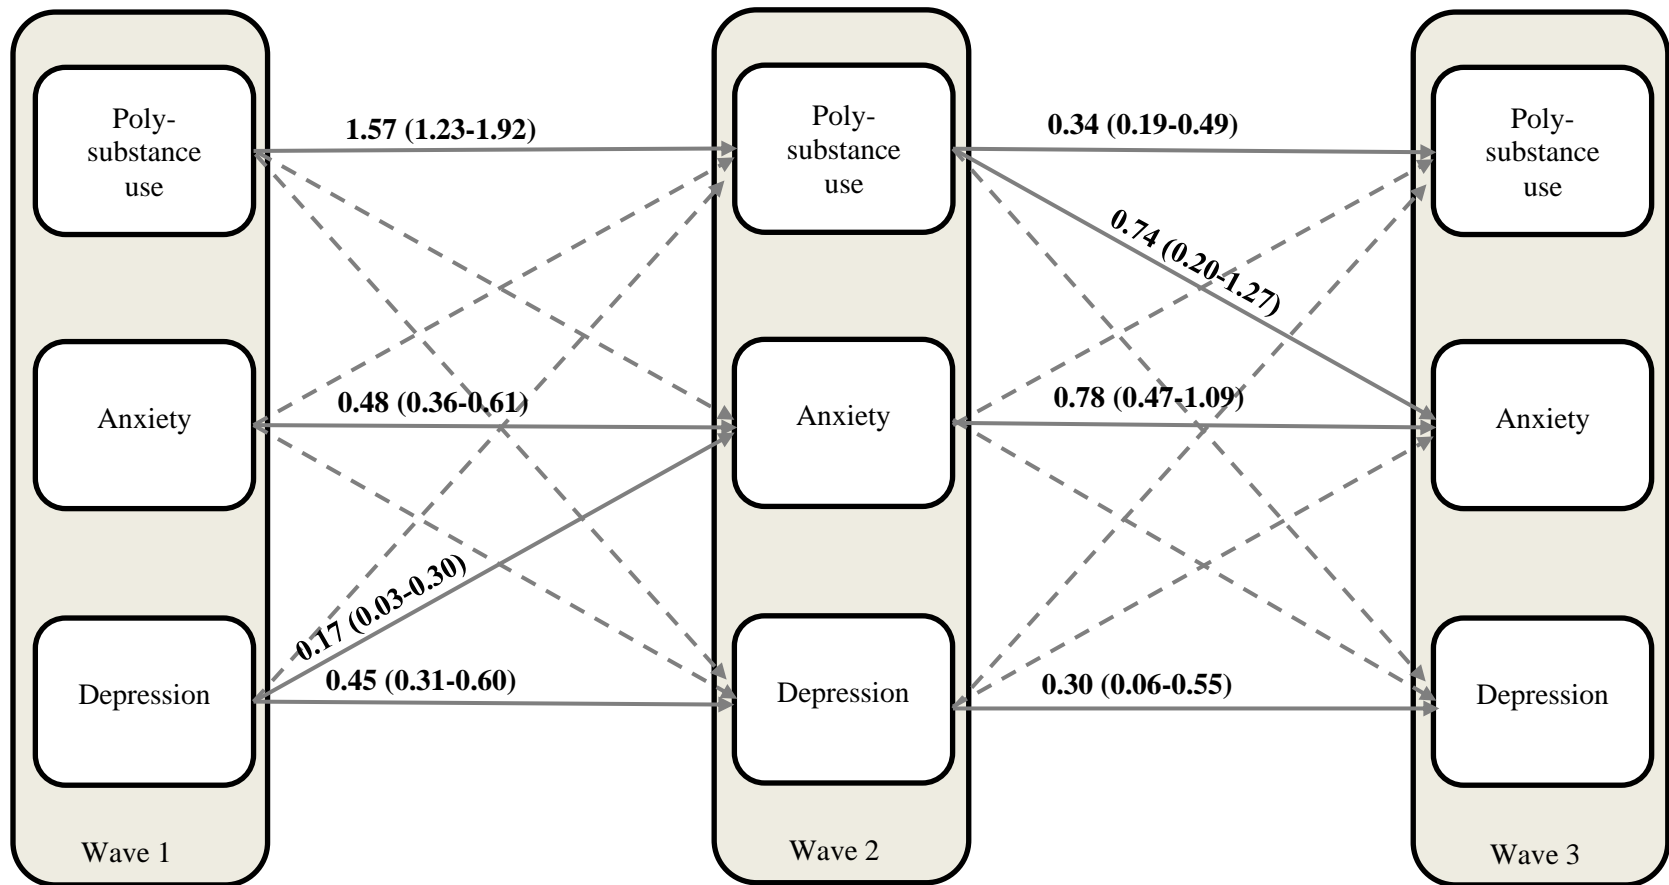 Poly-
substance
use
Anxiety
Depression
Wave 1
1.57 (1.23-1.92)
0.48 (0.36-0.61)
0.17 (0.03-0.30)
0.45 (0.31-0.60)
Poly-
substance
use
Anxiety
Depression
Wave 2
0.34 (0.19-0.49)
0.74 (0.20-1.27)
0.78 (0.47-1.09)
0.30 (0.06-0.55)
Poly-
substance
use
Anxiety
Depression
Wave 3